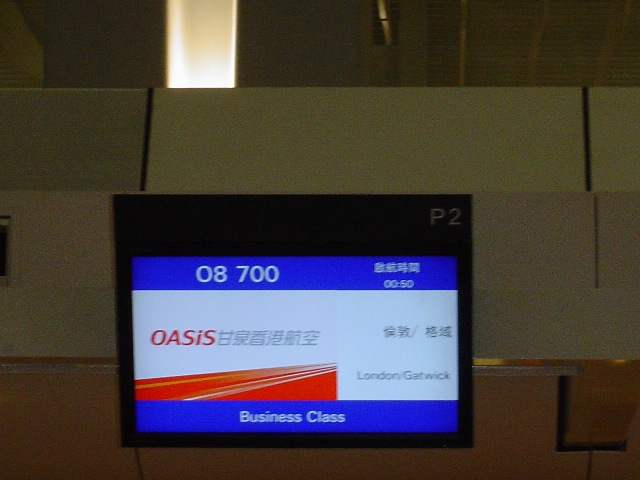 P2
O8 700
啟航時間
00:50
OASiS甘泉香港航空
倫敦/ 格域
London/Gatwick
Business Class